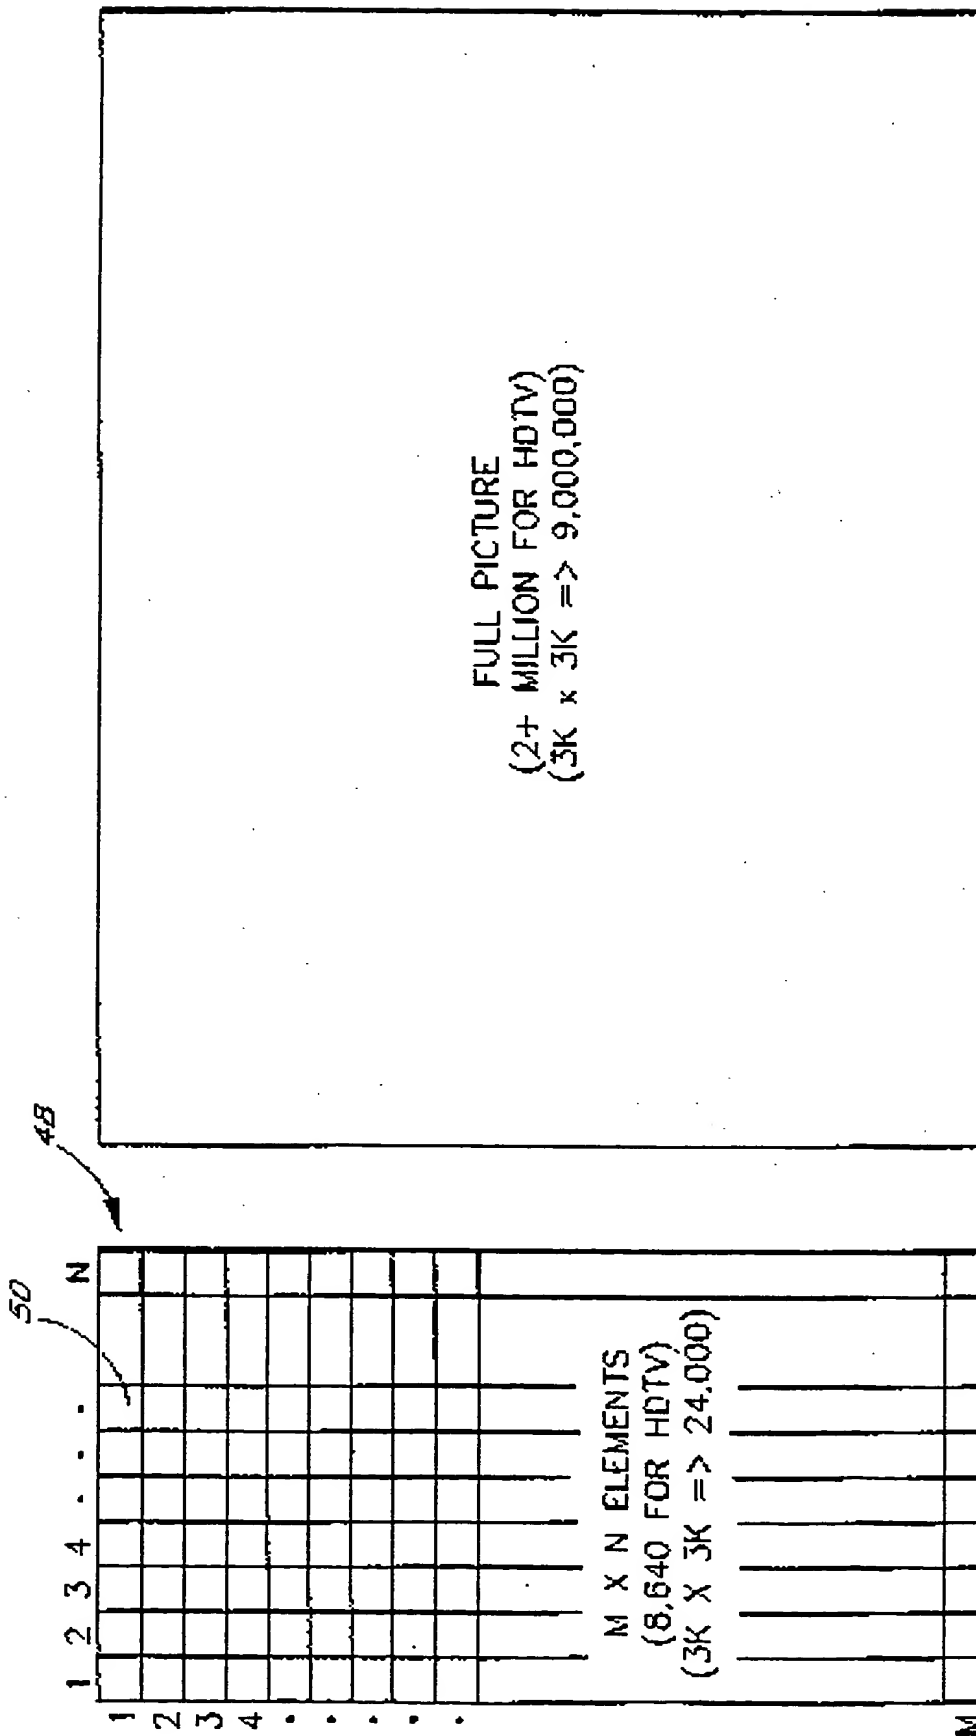 50
48
1 2 3 4 . . . N
1
2
3
4
.
.
.
.
.
M
M X N ELEMENTS
(8,640 FOR HDTV)
(3K X 3K => 24,000)
FULL PICTURE
(2+ MILLION FOR HDTV)
(3K x 3K => 9,000,000)